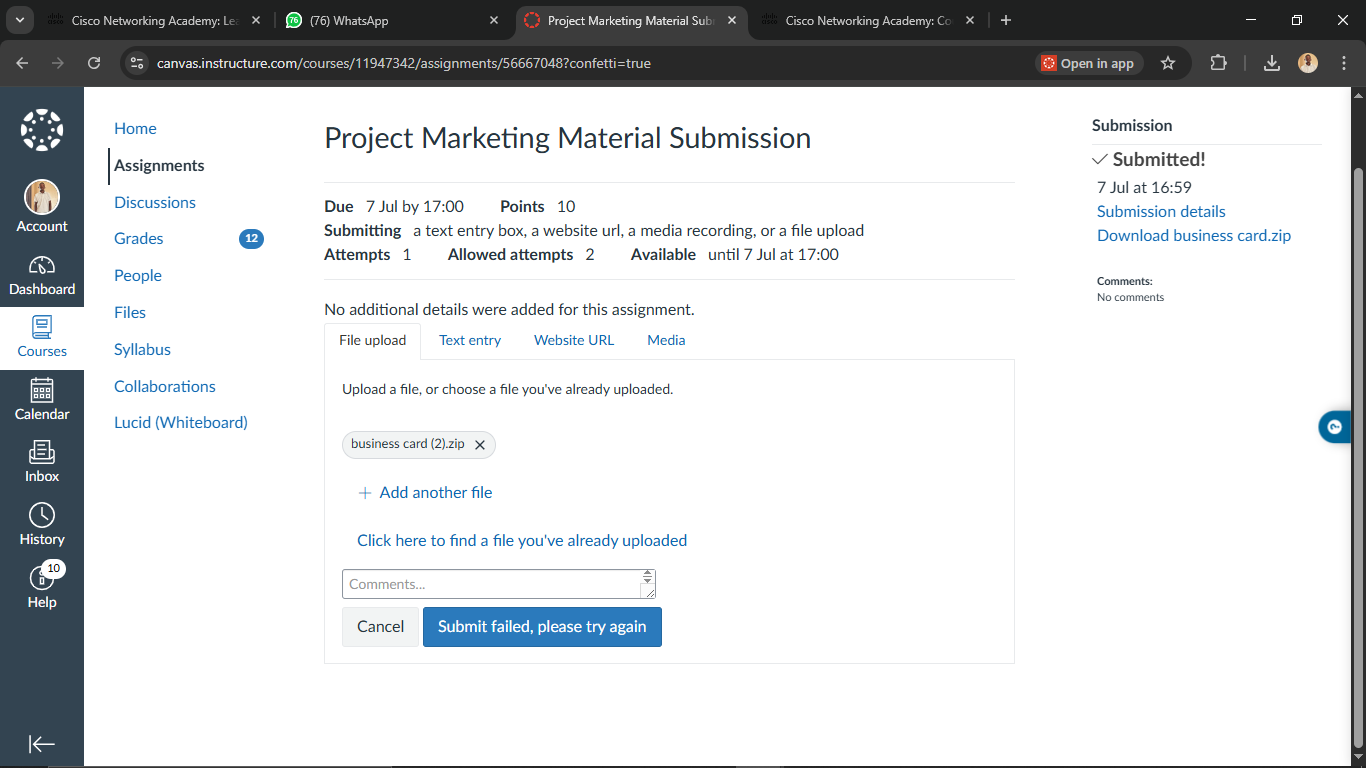 Cisco Networking Academy: Le
(76) WhatsApp
Project Marketing Material Sub
Cisco Networking Academy: Co
canvas.instructure.com/courses/11947342/assignments/56667048?confetti=true
Open in app
Account
Dashboard
Courses
Calendar
Inbox
History
10
Help
Home
Assignments
Discussions
Grades 12
People
Files
Syllabus
Collaborations
Lucid (Whiteboard)
Project Marketing Material Submission
Due 7 Jul by 17:00 Points 10
Submitting a text entry box, a website url, a media recording, or a file upload
Attempts 1 Allowed attempts 2 Available until 7 Jul at 17:00
No additional details were added for this assignment.
File upload Text entry Website URL Media
Upload a file, or choose a file you've already uploaded.
business card (2).zip
Add another file
Click here to find a file you've already uploaded
Comments...
Cancel Submit failed, please try again
Submission
Submitted!
7 Jul at 16:59
Submission details
Download business card.zip
Comments:
No comments